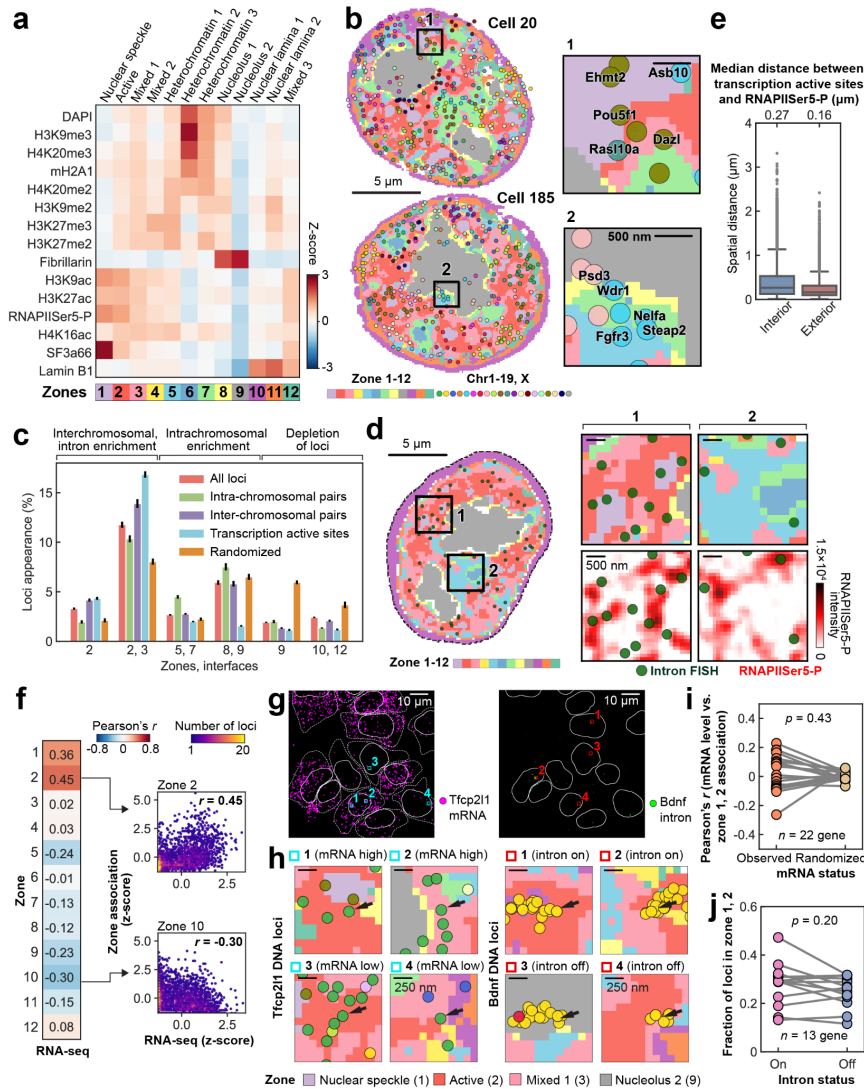 a
Nuclear speckle
Active
Mixed 1
Mixed 2
Heterochromatin 1
Heterochromatin 2
Heterochromatin 3
Nucleolus 1
Nucleolus 2
Nuclear lamina 1
Nuclear lamina 2
Mixed 3
DAPI
H3K9me3
H4K20me3
mH2A1
H4K20me2
H3K9me2
H3K27me3
H3K27me2
Fibrillarin
H3K9ac
H3K27ac
RNAPIISer5-P
H4K16ac
SF3a66
Lamin B1
Z-score
3
-3
Zones 1 2 3 4 5 6 7 8 9 10 11 12
b
Cell 20
1
5 μm
Cell 185
2
Zone 1-12
Chr1-19, X
1
Ehmt2
Asb10
Pou5f1
Dazl
Rasl10a
2
500 nm
Psd3
Wdr1
Nelfa
Steap2
Fgfr3
e
Median distance between
transcription active sites
and RNAPIISer5-P (μm)
0.27 0.16
Spatial distance (μm)
4
3
2
1
0
Interior
Exterior
c
Interchromosomal,
intron enrichment
Intrachromosomal
enrichment
Depletion
of loci
All loci
Intra-chromosomal pairs
Inter-chromosomal pairs
Transcription active sites
Randomized
Loci appearance (%)
15
10
5
0
2
2, 3
5, 7
8, 9
9
10, 12
Zones, interfaces
d
5 μm
1
2
Zone 1-12
1
2
500 nm
1.5×10⁴
0
RNAPIISer5-P
intensity
Intron FISH
RNAPIISer5-P
f
Pearson's r
-0.8 0 0.8
Number of loci
1 20
Zone
1 0.36
2 0.45
3 0.02
4 0.03
5 -0.24
6 -0.01
7 -0.13
8 -0.12
9 -0.23
10 -0.30
11 -0.15
12 0.08
RNA-seq
Zone 2
r = 0.45
5.0
2.5
0.0
Zone association
(z-score)
Zone 10
r = -0.30
5.0
2.5
0.0
0.0 2.5
RNA-seq (z-score)
g
10 μm
3
1
2
4
Tfcp2l1
mRNA
10 μm
1
3
2
4
Bdnf
intron
h
1 (mRNA high)
2 (mRNA high)
1 (intron on)
2 (intron on)
Tfcp2l1 DNA loci
Bdnf DNA loci
3 (mRNA low)
4 (mRNA low)
3 (intron off)
4 (intron off)
250 nm
250 nm
Zone
Nuclear speckle (1)
Active (2)
Mixed 1 (3)
Nucleolus 2 (9)
i
p = 0.43
Pearson's r (mRNA level vs.
zone 1, 2 association)
0.4
0.2
0
-0.2
-0.4
n = 22 gene
Observed Randomized
mRNA status
j
p = 0.20
Fraction of loci in zone 1, 2
0.6
0.4
0.2
0
n = 13 gene
On Off
Intron status